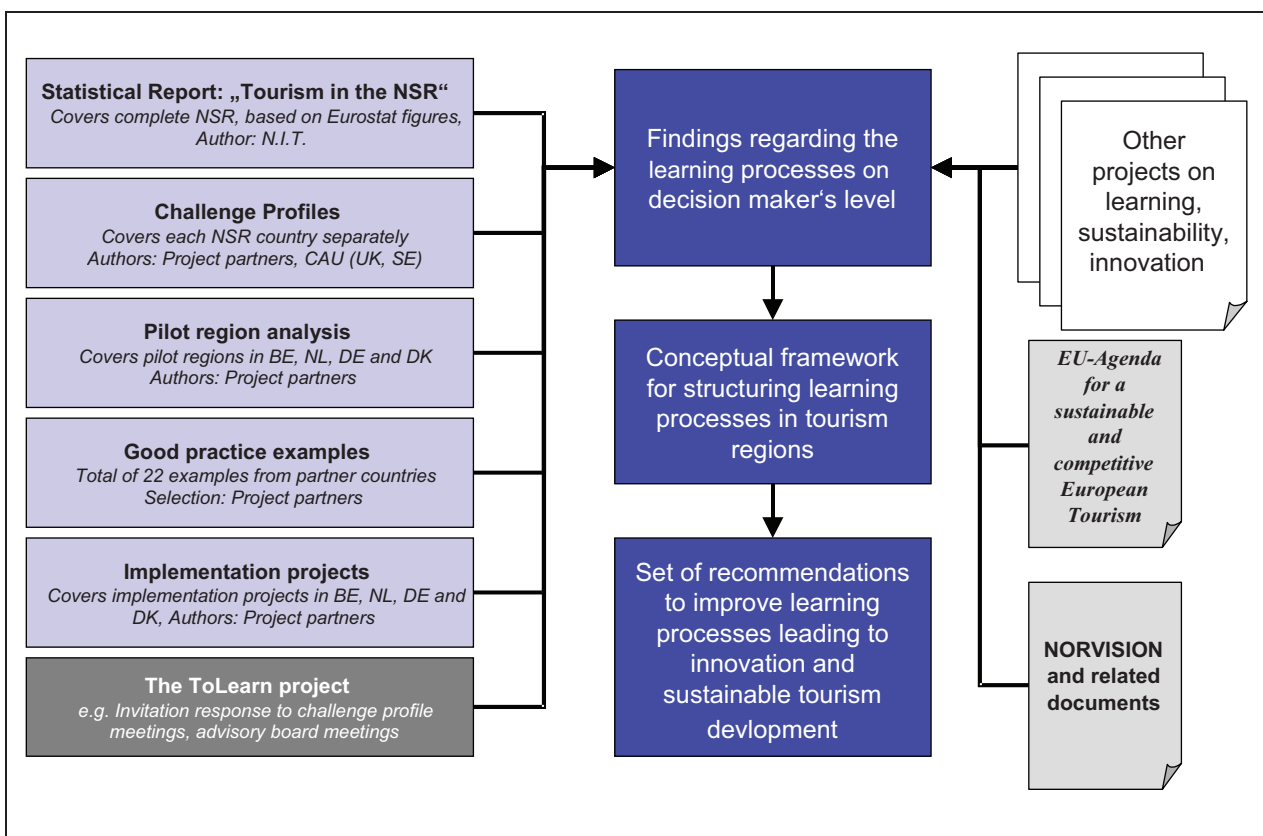 Statistical Report: „Tourism in the NSR“
Covers complete NSR, based on Eurostat figures,
Author: N.I.T.
Challenge Profiles
Covers each NSR country separately
Authors: Project partners, CAU (UK, SE)
Pilot region analysis
Covers pilot regions in BE, NL, DE and DK
Authors: Project partners
Good practice examples
Total of 22 examples from partner countries
Selection: Project partners
Implementation projects
Covers implementation projects in BE, NL, DE and
DK, Authors: Project partners
The ToLearn project
e.g. Invitation response to challenge profile
meetings, advisory board meetings
Findings regarding the
learning processes on
decision maker‘s level
Conceptual framework
for structuring learning
processes in tourism
regions
Set of recommendations
to improve learning
processes leading to
innovation and
sustainable tourism
devlopment
Other
projects on
learning,
sustainability,
innovation
EU-Agenda
for a
sustainable
and
competitive
European
Tourism
NORVISION
and related
documents